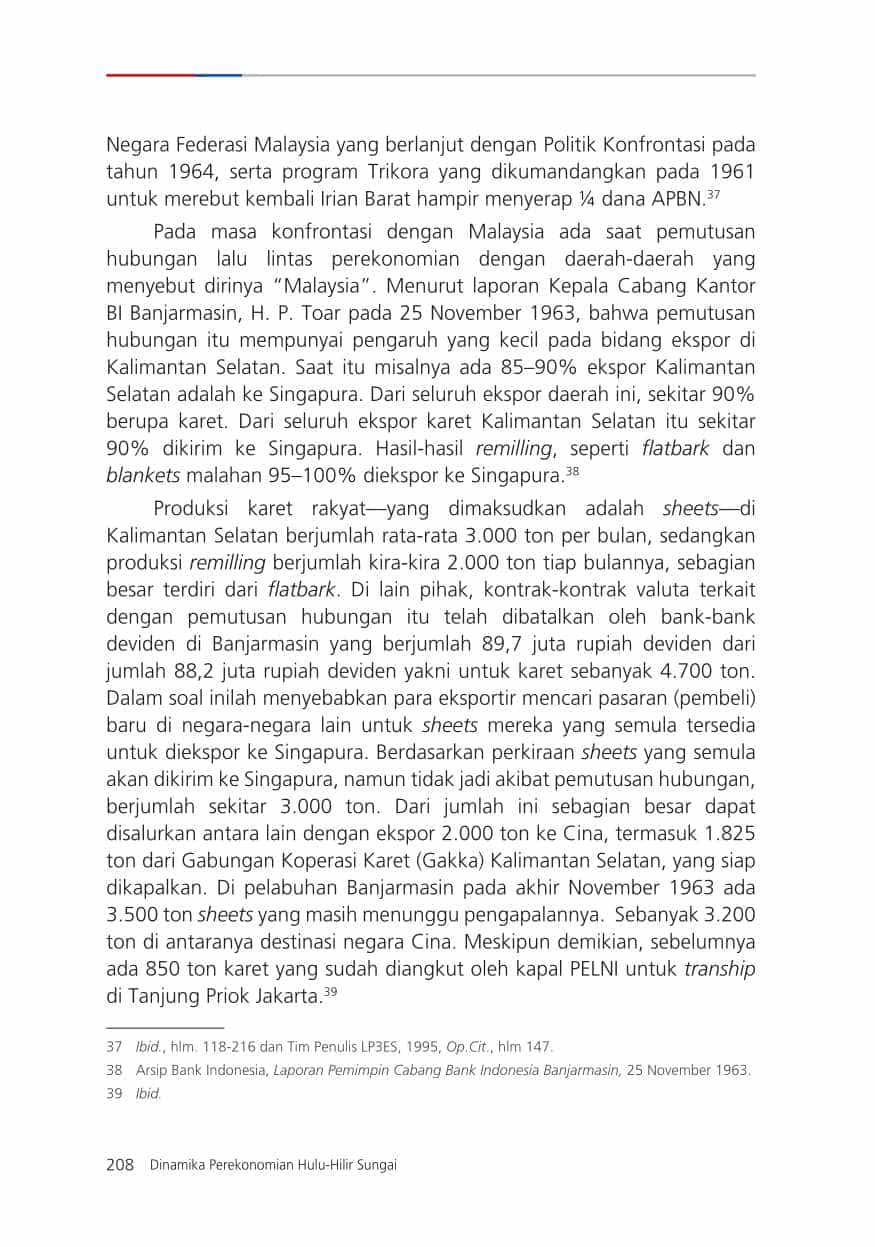 Negara Federasi Malaysia yang berlanjut dengan Politik Konfrontasi pada
tahun 1964, serta program Trikora yang dikumandangkan pada 1961
untuk merebut kembali Irian Barat hampir menyerap ¼ dana APBN.³⁷
Pada masa konfrontasi dengan Malaysia ada saat pemutusan
hubungan lalu lintas perekonomian dengan daerah-daerah yang
menyebut dirinya “Malaysia”. Menurut laporan Kepala Cabang Kantor
BI Banjarmasin, H. P. Toar pada 25 November 1963, bahwa pemutusan
hubungan itu mempunyai pengaruh yang kecil pada bidang ekspor di
Kalimantan Selatan. Saat itu misalnya ada 85–90% ekspor Kalimantan
Selatan adalah ke Singapura. Dari seluruh ekspor daerah ini, sekitar 90%
berupa karet. Dari seluruh ekspor karet Kalimantan Selatan itu sekitar
90% dikirim ke Singapura. Hasil-hasil remilling, seperti flatbark dan
blankets malahan 95–100% diekspor ke Singapura.³⁸
Produksi karet rakyat—yang dimaksudkan adalah sheets—di
Kalimantan Selatan berjumlah rata-rata 3.000 ton per bulan, sedangkan
produksi remilling berjumlah kira-kira 2.000 ton tiap bulannya, sebagian
besar terdiri dari flatbark. Di lain pihak, kontrak-kontrak valuta terkait
dengan pemutusan hubungan itu telah dibatalkan oleh bank-bank
deviden di Banjarmasin yang berjumlah 89,7 juta rupiah deviden dari
jumlah 88,2 juta rupiah deviden yakni untuk karet sebanyak 4.700 ton.
Dalam soal inilah menyebabkan para eksportir mencari pasaran (pembeli)
baru di negara-negara lain untuk sheets mereka yang semula tersedia
untuk diekspor ke Singapura. Berdasarkan perkiraan sheets yang semula
akan dikirim ke Singapura, namun tidak jadi akibat pemutusan hubungan,
berjumlah sekitar 3.000 ton. Dari jumlah ini sebagian besar dapat
disalurkan antara lain dengan ekspor 2.000 ton ke Cina, termasuk 1.825
ton dari Gabungan Koperasi Karet (Gakka) Kalimantan Selatan, yang siap
dikapalkan. Di pelabuhan Banjarmasin pada akhir November 1963 ada
3.500 ton sheets yang masih menunggu pengapalannya. Sebanyak 3.200
ton di antaranya destinasi negara Cina. Meskipun demikian, sebelumnya
ada 850 ton karet yang sudah diangkut oleh kapal PELNI untuk tranship
di Tanjung Priok Jakarta.³⁹
37 Ibid., hlm. 118-216 dan Tim Penulis LP3ES, 1995, Op.Cit., hlm 147.
38 Arsip Bank Indonesia, Laporan Pemimpin Cabang Bank Indonesia Banjarmasin, 25 November 1963.
39 Ibid.
208 Dinamika Perekonomian Hulu-Hilir Sungai